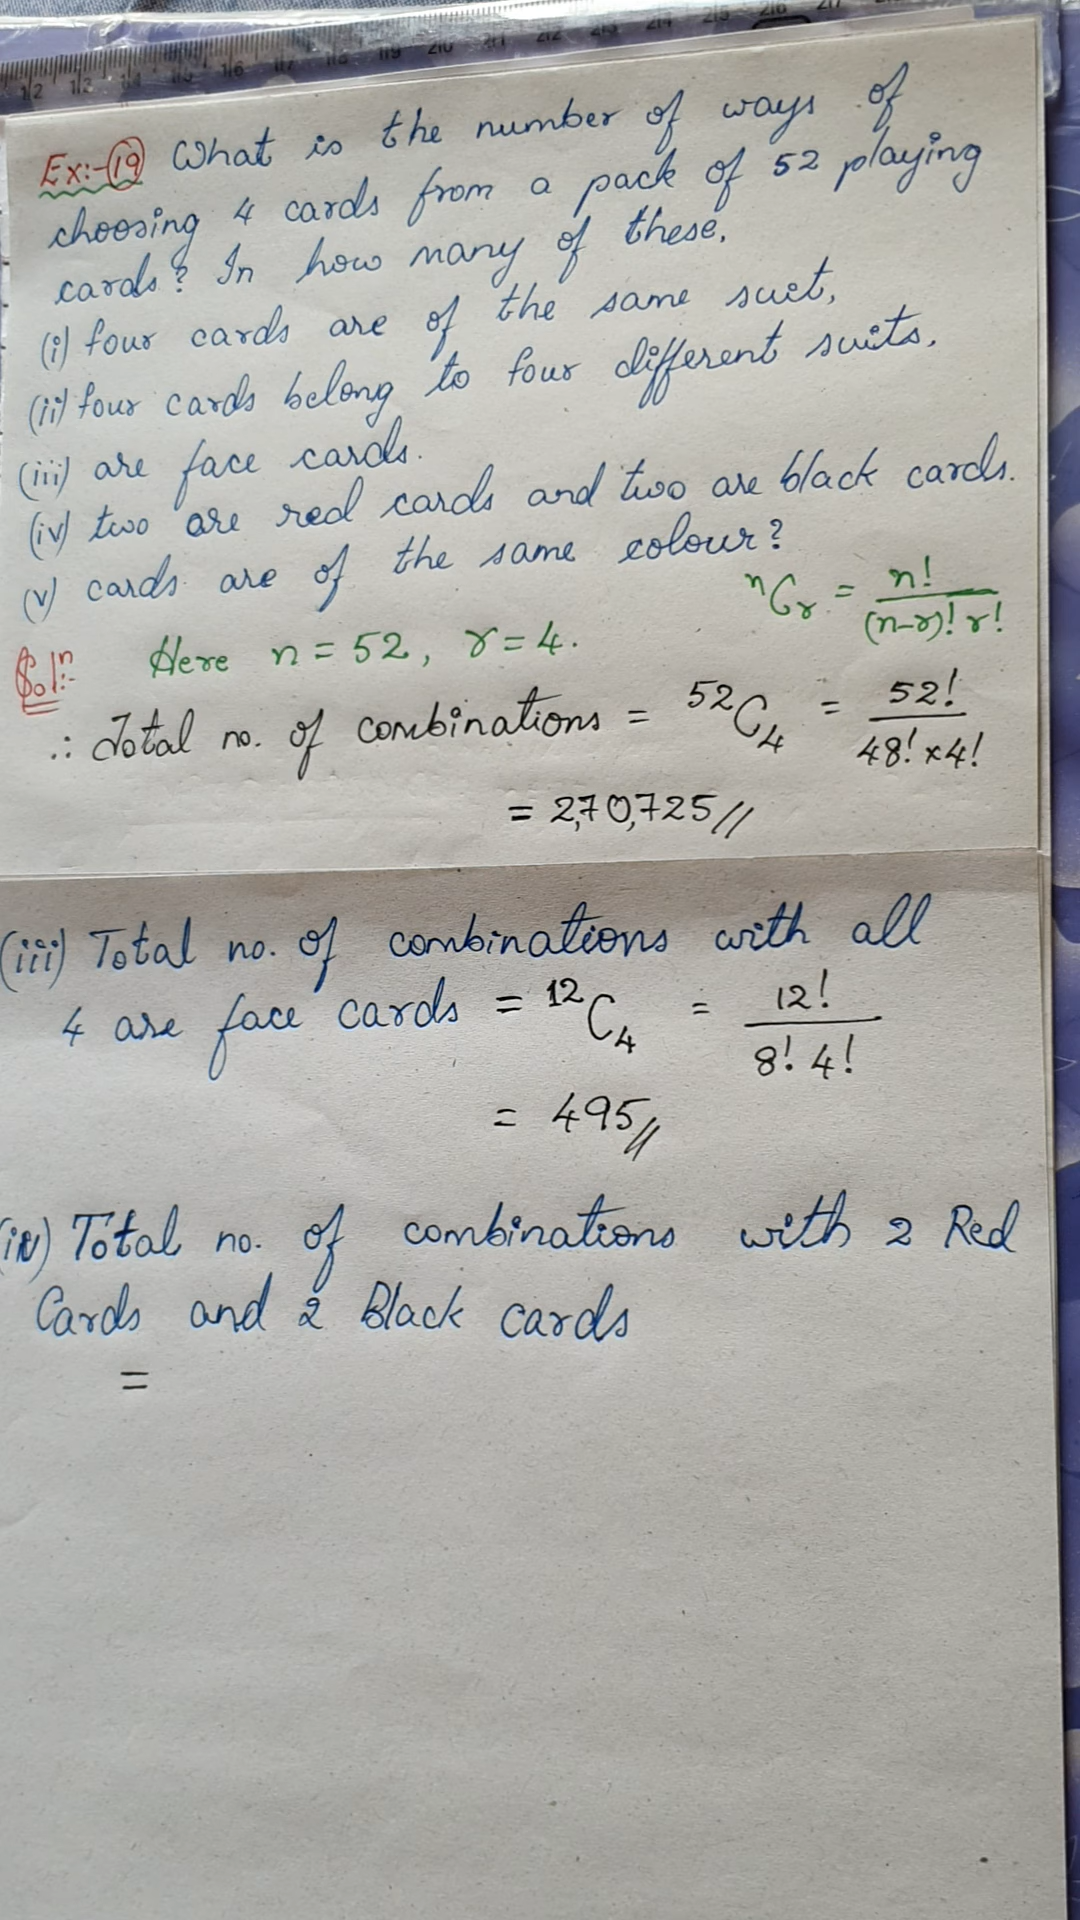 Ex:-(19) What is the number of ways of
choosing 4 cards from a pack of 52 playing
cards? In how many of these,
(i) four cards are of the same suit,
(ii) four cards belong to four different suits,
(iii) are face cards.
(iv) two are red cards and two are black cards.
(v) cards are of the same colour?
ⁿCᵣ = n! / (n-r)! r!
Solⁿ:- Here n = 52, r = 4.
∴ Total no. of combinations = ⁵²C₄ = 52! / 48! x 4!
= 2,70,725//
(iii) Total no. of combinations with all
4 are face cards = ¹²C₄ = 12! / 8! 4!
= 495//
(iv) Total no. of combinations with 2 Red
Cards and 2 Black cards
=